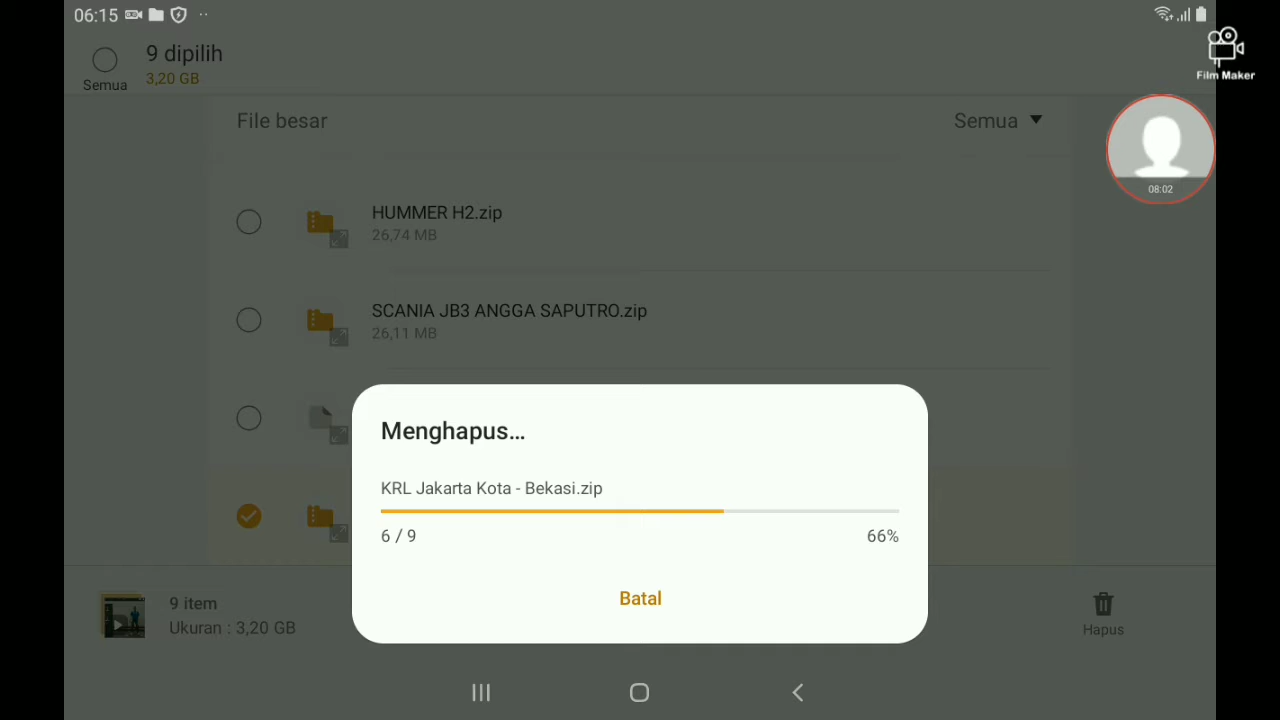 06:15
9 dipilih
Semua
3,20 GB
Film Maker
File besar
Semua
08:02
HUMMER H2.zip
26,74 MB
SCANIA JB3 ANGGA SAPUTRO.zip
26,11 MB
Menghapus...
KRL Jakarta Kota - Bekasi.zip
6 / 9
66%
Batal
9 item
Ukuran : 3,20 GB
Hapus